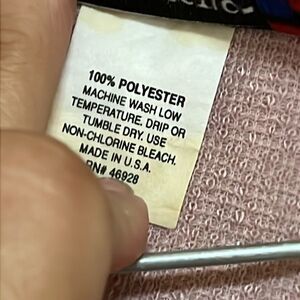 100% POLYESTER
MACHINE WASH LOW
TEMPERATURE, DRIP OR
TUMBLE DRY. USE
NON-CHLORINE BLEACH.
MADE IN U.S.A.
RN# 46928